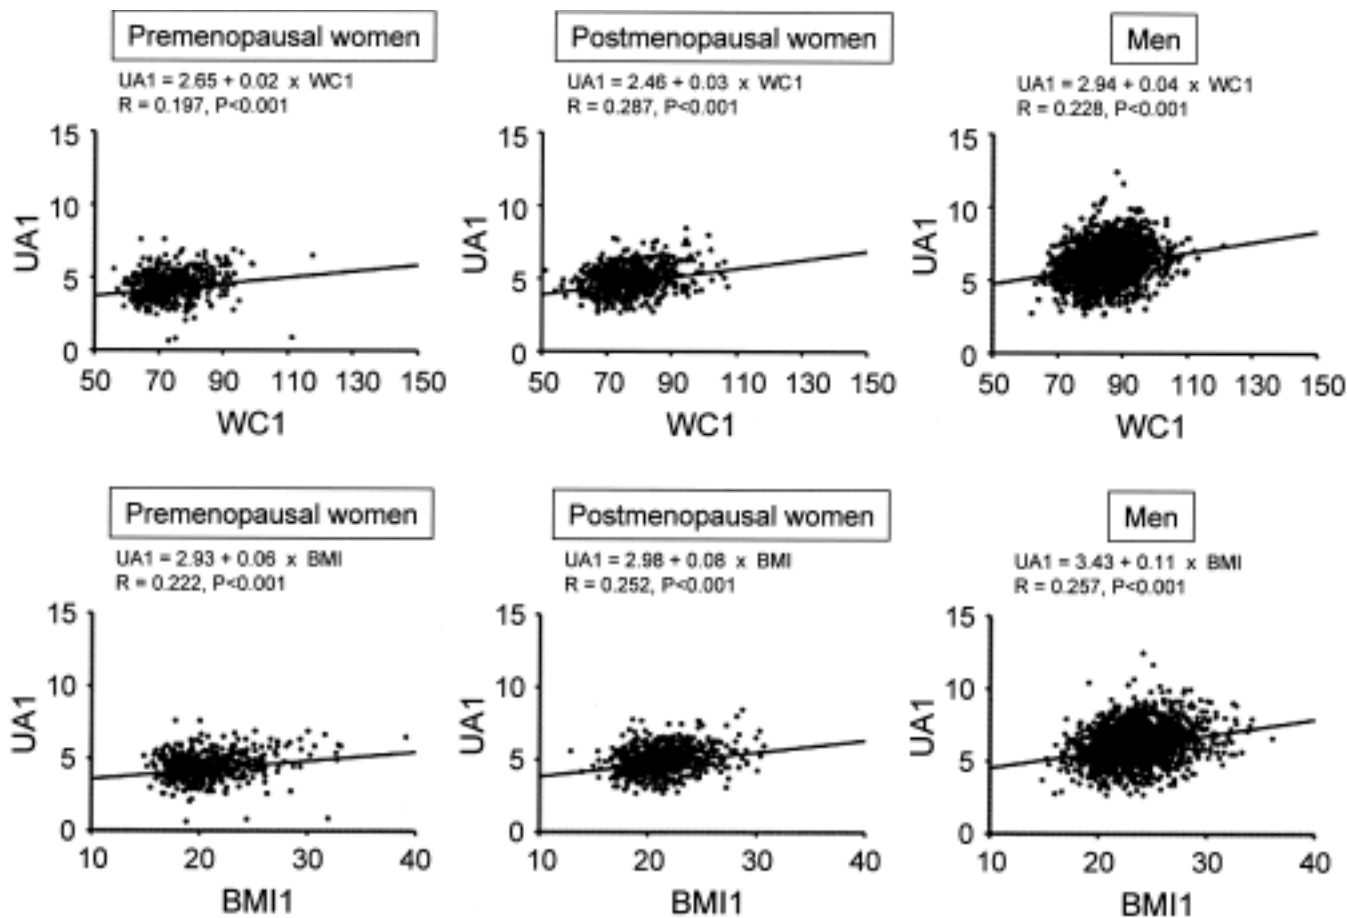 Premenopausal women
UA1 = 2.65 + 0.02 x WC1
R = 0.197, P<0.001
15
10
5
0
UA1
50 70 90 110 130 150
WC1
Postmenopausal women
UA1 = 2.46 + 0.03 x WC1
R = 0.287, P<0.001
15
10
5
0
UA1
50 70 90 110 130 150
WC1
Men
UA1 = 2.94 + 0.04 x WC1
R = 0.228, P<0.001
15
10
5
0
UA1
50 70 90 110 130 150
WC1
Premenopausal women
UA1 = 2.93 + 0.06 x BMI
R = 0.222, P<0.001
15
10
5
0
UA1
10 20 30 40
BMI1
Postmenopausal women
UA1 = 2.98 + 0.08 x BMI
R = 0.252, P<0.001
15
10
5
0
UA1
10 20 30 40
BMI1
Men
UA1 = 3.43 + 0.11 x BMI
R = 0.257, P<0.001
15
10
5
0
UA1
10 20 30 40
BMI1